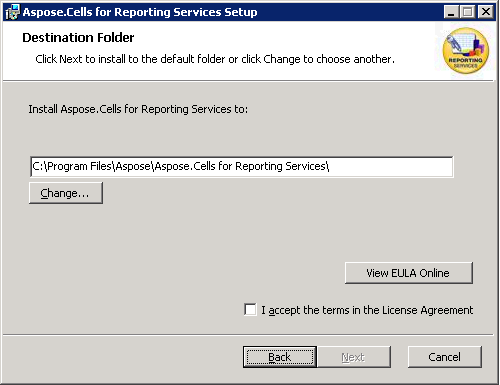 Aspose.Cells for Reporting Services Setup
Destination Folder
Click Next to install to the default folder or click Change to choose another.
REPORTING
SERVICES
Install Aspose.Cells for Reporting Services to:
C:\Program Files\Aspose\Aspose.Cells for Reporting Services\
Change...
View EULA Online
I accept the terms in the License Agreement
Back Next Cancel